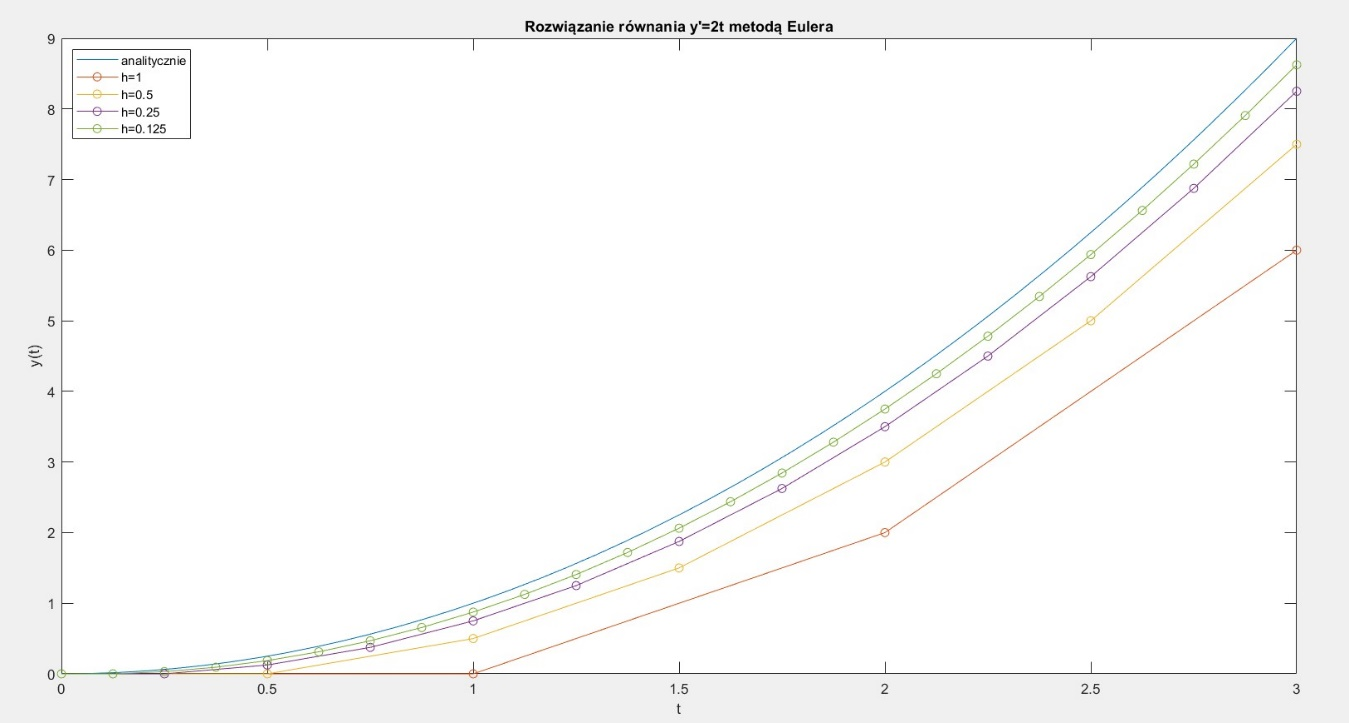 Rozwiązanie równania y'=2t metodą Eulera
9
8
7
6
5
4
3
2
1
0
y(t)
analitycznie
h=1
h=0.5
h=0.25
h=0.125
0 0.5 1 1.5 2 2.5 3
t